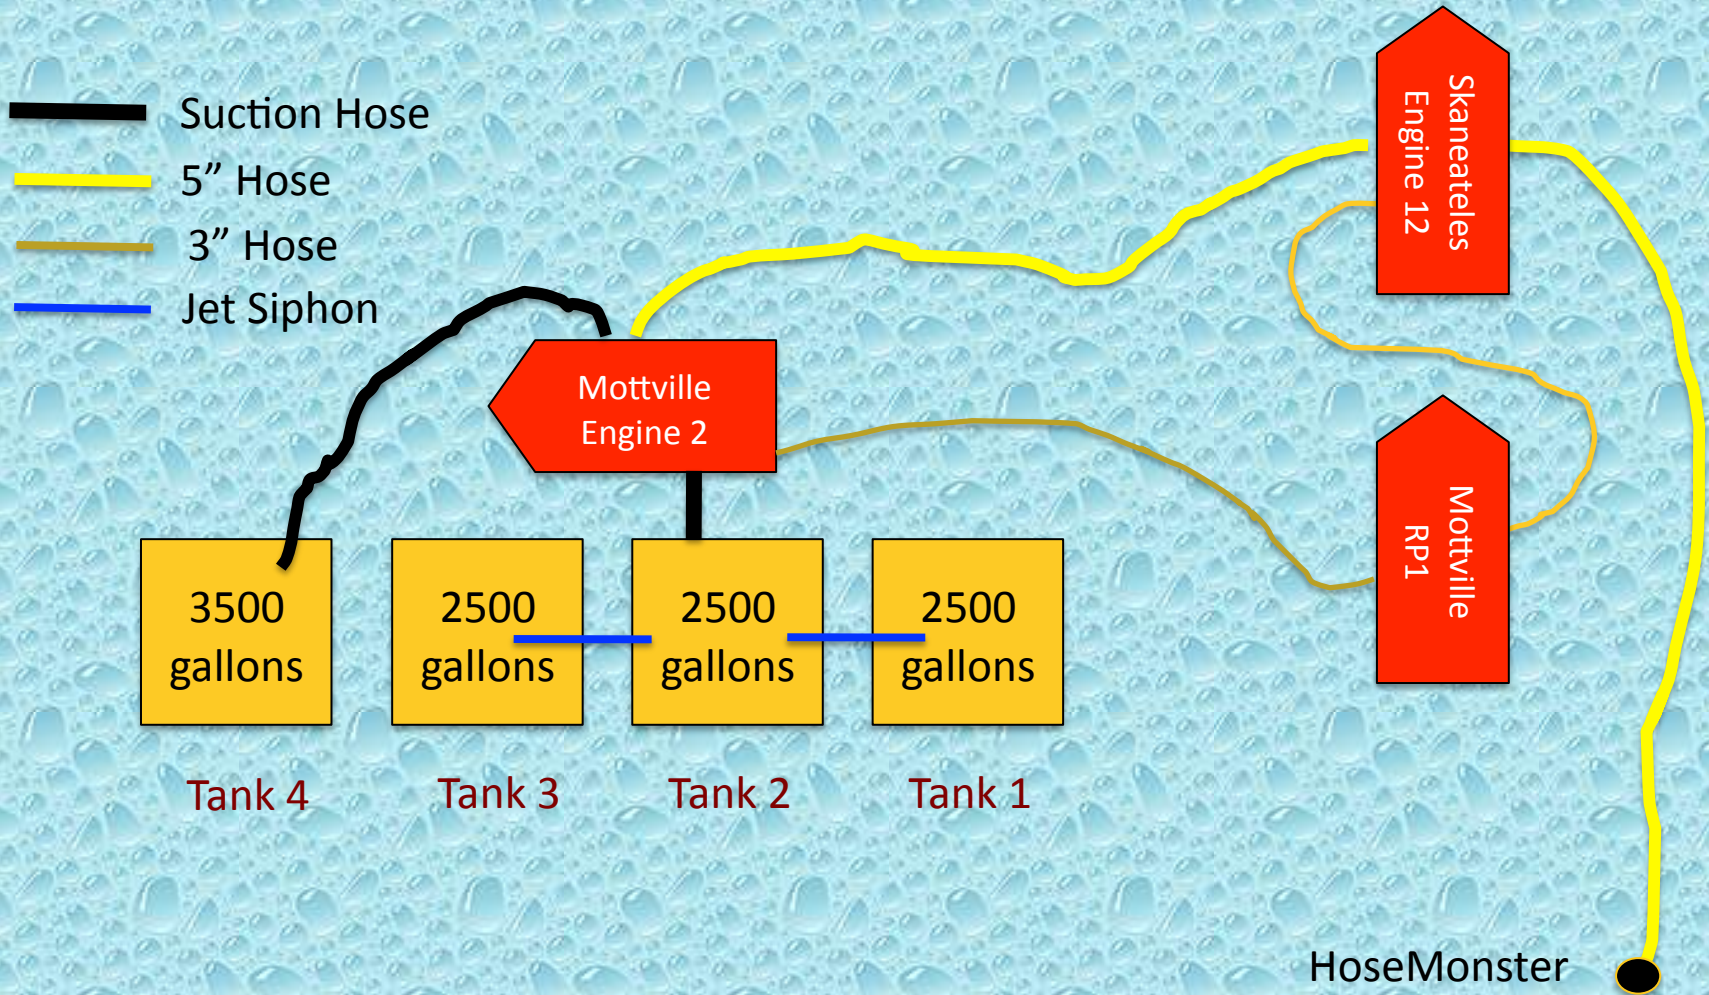 Suction Hose
5” Hose
3” Hose
Jet Siphon
Skaneateles
Engine 12
Mottville
Engine 2
Mottville
RP1
3500
gallons
2500
gallons
2500
gallons
2500
gallons
Tank 4
Tank 3
Tank 2
Tank 1
HoseMonster